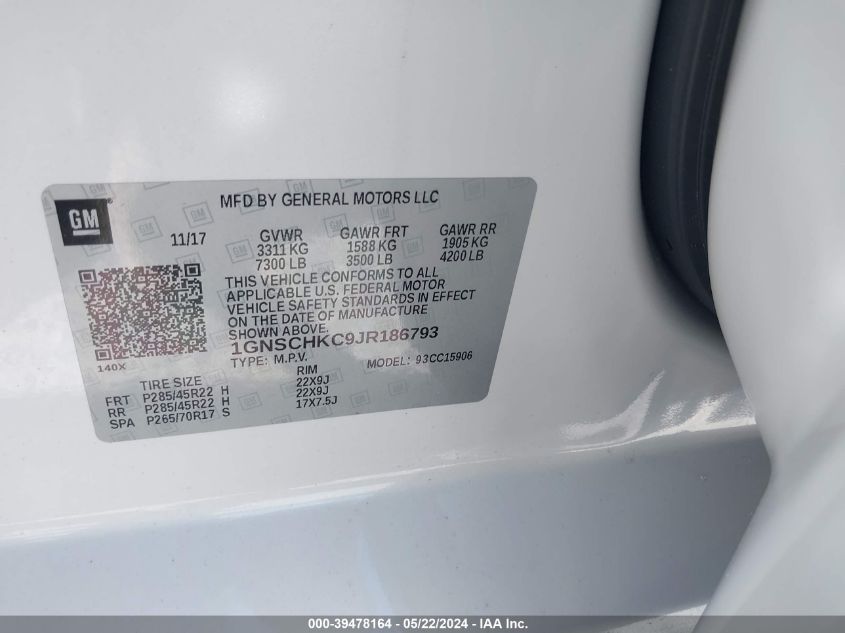 GM
MFD BY GENERAL MOTORS LLC
11/17
GVWR GAWR FRT GAWR RR
3311 KG 1588 KG 1905 KG
7300 LB 3500 LB 4200 LB
THIS VEHICLE CONFORMS TO ALL
APPLICABLE U.S. FEDERAL MOTOR
VEHICLE SAFETY STANDARDS IN EFFECT
ON THE DATE OF MANUFACTURE
1GNSCHKC9JR186793
140X
TYPE: M.P.V. MODEL: 93CC15906
TIRE SIZE RIM
FRT P285/45R22 H 22X9J
RR P285/45R22 H 22X9J
SPA P265/70R17 S 17X7.5J
000-39478164 - 05/22/2024 - IAA Inc.